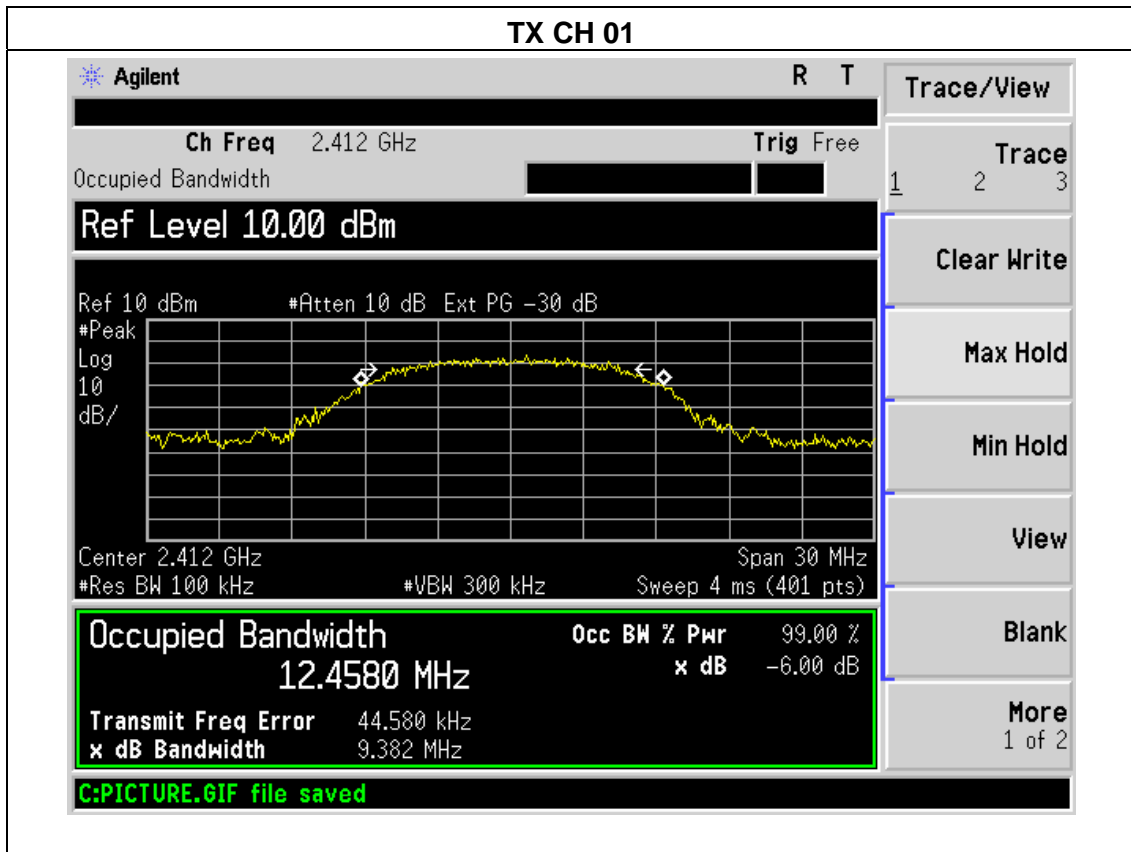 TX CH 01
Agilent R T
Ch Freq 2.412 GHz Trig Free
Occupied Bandwidth
Ref Level 10.00 dBm
Ref 10 dBm #Atten 10 dB Ext PG -30 dB
#Peak
Log
10
dB/
Center 2.412 GHz Span 30 MHz
#Res BW 100 kHz #VBW 300 kHz Sweep 4 ms (401 pts)
Occupied Bandwidth Occ BW % Pwr 99.00 %
12.4580 MHz x dB -6.00 dB
Transmit Freq Error 44.580 kHz
x dB Bandwidth 9.382 MHz
C:PICTURE.GIF file saved
Trace/View
Trace
1 2 3
Clear Write
Max Hold
Min Hold
View
Blank
More
1 of 2